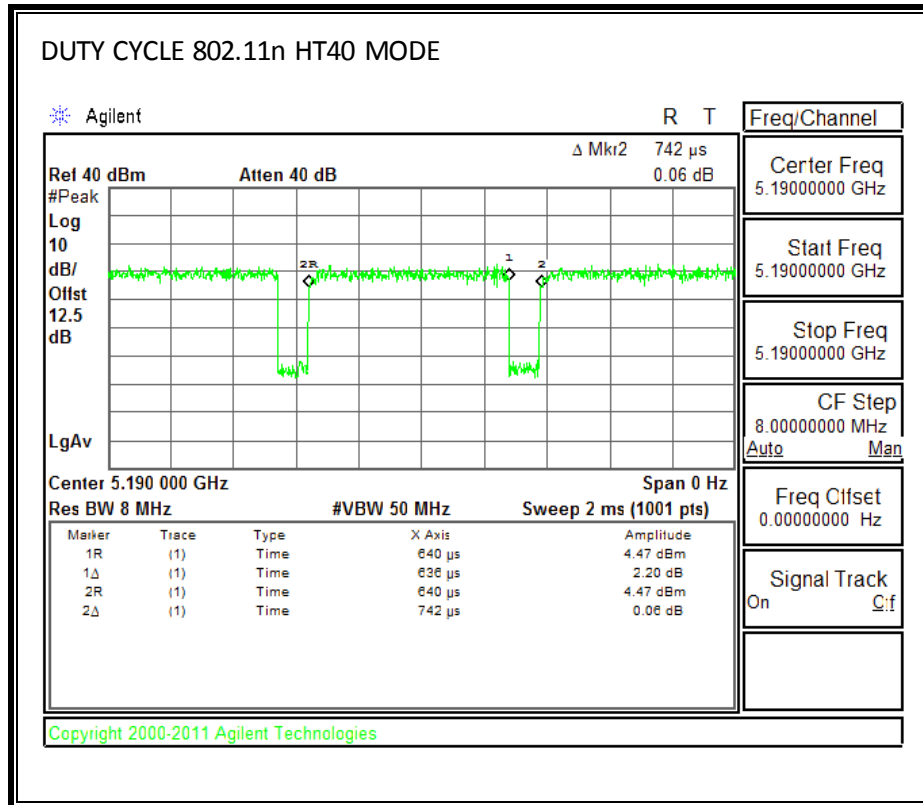 DUTY CYCLE 802.11n HT40 MODE
Agilent
R T
Freq/Channel
Δ Mkr2 742 µs
Ref 40 dBm Atten 40 dB 0.06 dB
#Peak
Log
10
dB/
Offst
12.5
dB
LgAv
2R
1
2
Center 5.190 000 GHz Span 0 Hz
Res BW 8 MHz #VBW 50 MHz Sweep 2 ms (1001 pts)
Marker Trace Type X Axis Amplitude
1R (1) Time 640 µs 4.47 dBm
1Δ (1) Time 636 µs 2.20 dB
2R (1) Time 640 µs 4.47 dBm
2Δ (1) Time 742 µs 0.06 dB
Center Freq
5.19000000 GHz
Start Freq
5.19000000 GHz
Stop Freq
5.19000000 GHz
CF Step
8.00000000 MHz
Auto Man
Freq Offset
0.00000000 Hz
Signal Track
On Off
Copyright 2000-2011 Agilent Technologies